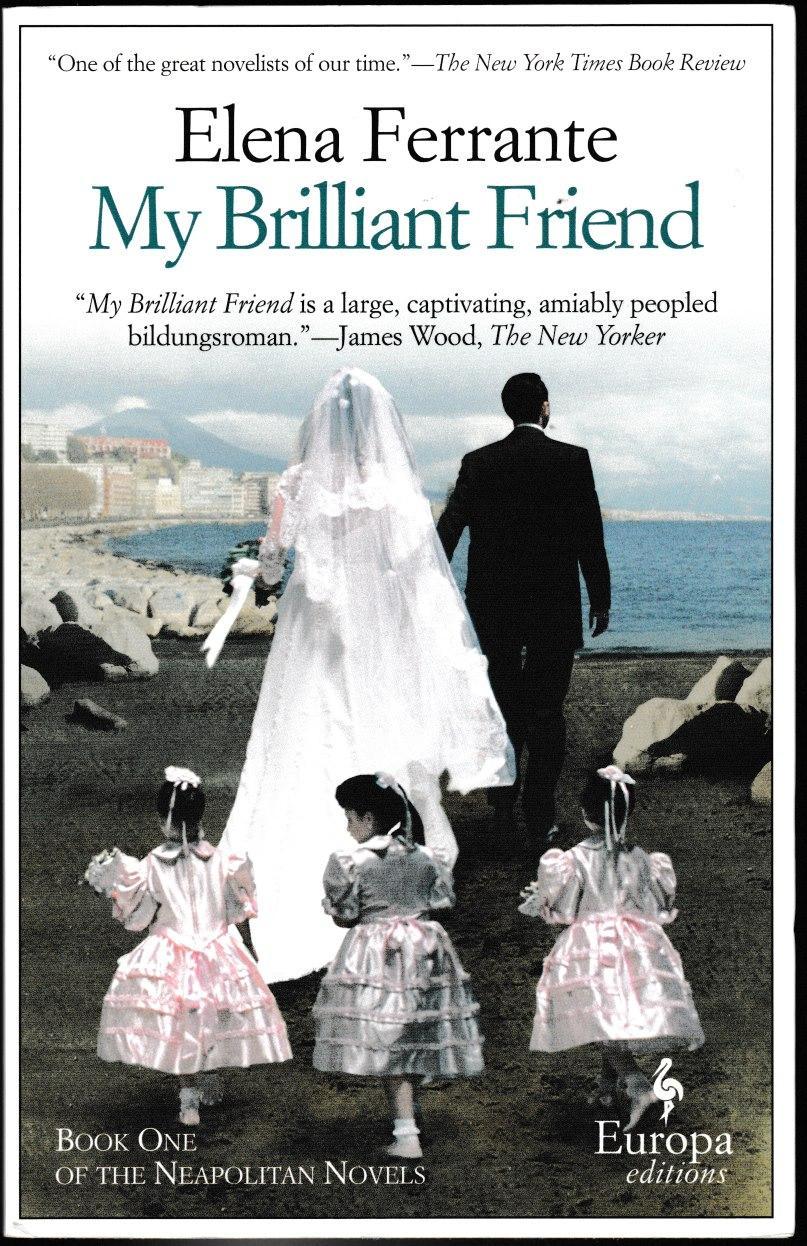 “One of the great novelists of our time.”—The New York Times Book Review
Elena Ferrante
My Brilliant Friend
“My Brilliant Friend is a large, captivating, amiably peopled
bildungsroman.”—James Wood, The New Yorker
BOOK ONE
OF THE NEAPOLITAN NOVELS
Europa
editions